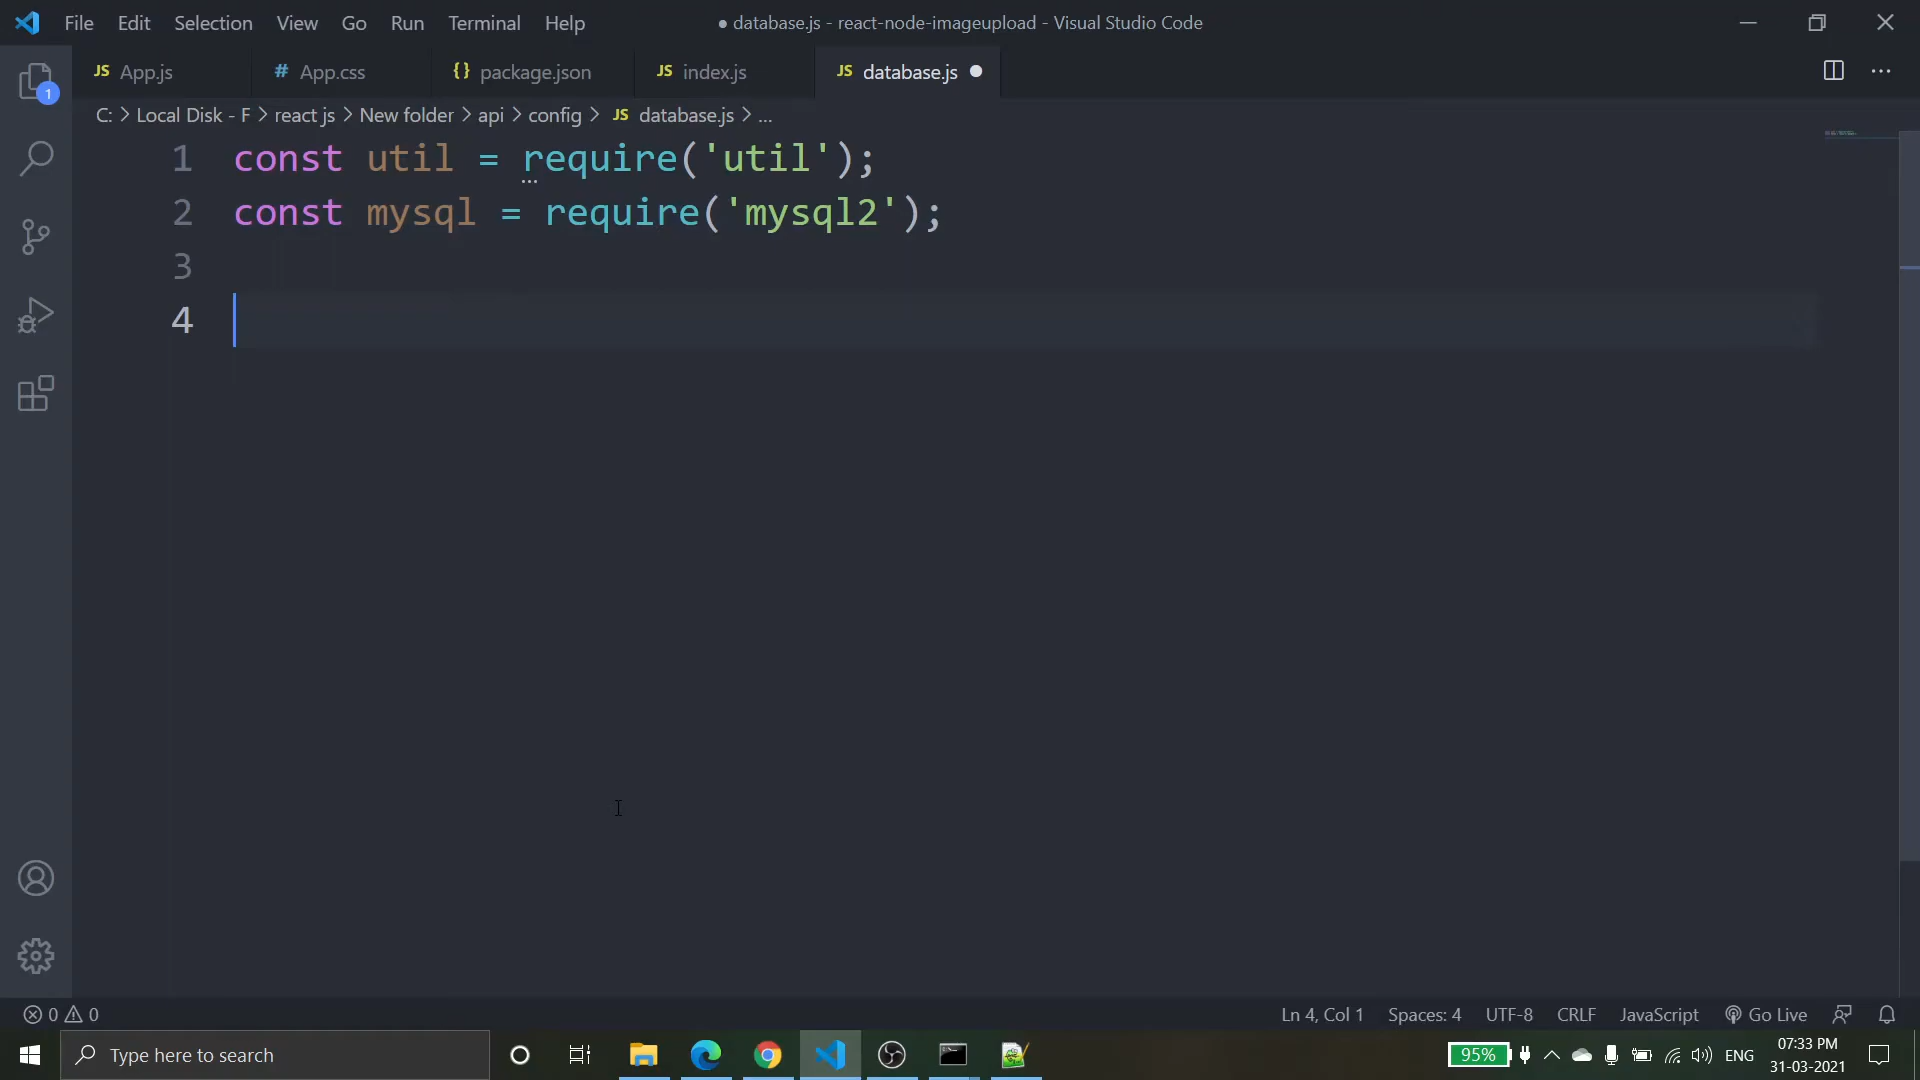 File Edit Selection View Go Run Terminal Help ● database.js - react-node-imageupload - Visual Studio Code
JS App.js # App.css {} package.json JS index.js JS database.js ●
1
C: > Local Disk - F > react js > New folder > api > config > JS database.js > ...
1 const util = require('util');
2 const mysql = require('mysql2');
3
4
0 0 Ln 4, Col 1 Spaces: 4 UTF-8 CRLF JavaScript Go Live
Type here to search 95% ENG 07:33 PM
31-03-2021